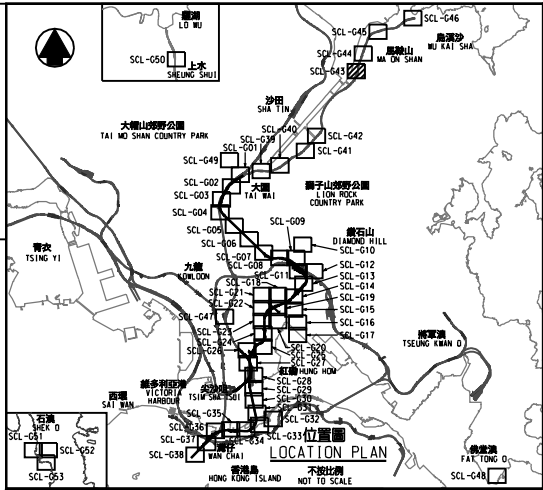 羅湖
LO WU
SCL-G50
上水
SHEUNG SHUI
SCL-G46
SCL-G45
烏溪沙
WU KAI SHA
SCL-G44
馬鞍山
MA ON SHAN
SCL-G43
沙田
SHA TIN
大帽山郊野公園
TAI MO SHAN COUNTRY PARK
SCL-G40
SCL-G39
SCL-G42
SCL-G01
SCL-G41
SCL-G49
SCL-G02
大圍
TAI WAI
獅子山郊野公園
LION ROCK
COUNTRY PARK
SCL-G03
SCL-G04
SCL-G05
SCL-G09
鑽石山
DIAMOND HILL
SCL-G06
SCL-G10
青衣
TSING YI
SCL-G07
SCL-G08
SCL-G12
九龍
KOWLOON
SCL-G11
SCL-G13
SCL-G18
SCL-G14
SCL-G21
SCL-G19
SCL-G22
SCL-G15
SCL-G47
SCL-G16
SCL-G23
SCL-G17
SCL-G24
將軍澳
TSEUNG KWAN O
SCL-G20
SCL-G26
SCL-G27
紅磡
HUNG HOM
維多利亞港
VICTORIA
HARBOUR
尖沙咀
TSIM SHA TSUI
SCL-G28
SCL-G29
SCL-G30
SCL-G31
西環
SAI WAN
SCL-G35
SCL-G32
SCL-G36
SCL-G34
SCL-G33
SCL-G37
灣仔
WAN CHAI
SCL-G38
位置圖
LOCATION PLAN
石澳
SHEK O
SCL-G51
SCL-G52
SCL-G53
香港島
HONG KONG ISLAND
不按比例
NOT TO SCALE
佛堂澳
FAT TONG O
SCL-G48